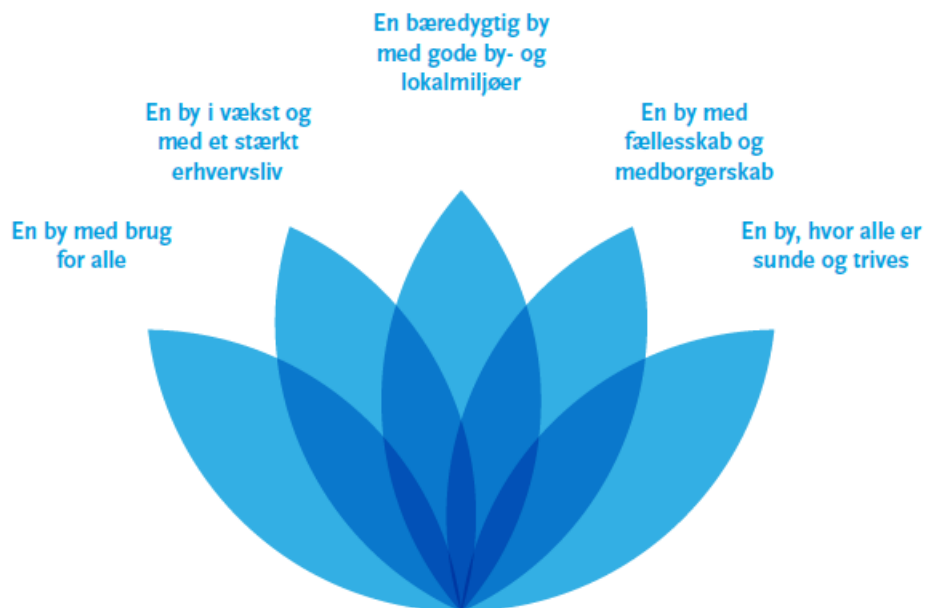 En bæredygtig by
med gode by- og
lokalmiljøer
En by i vækst og
med et stærkt
erhvervsliv
En by med
fællesskab og
medborgerskab
En by med brug
for alle
En by, hvor alle er
sunde og trives